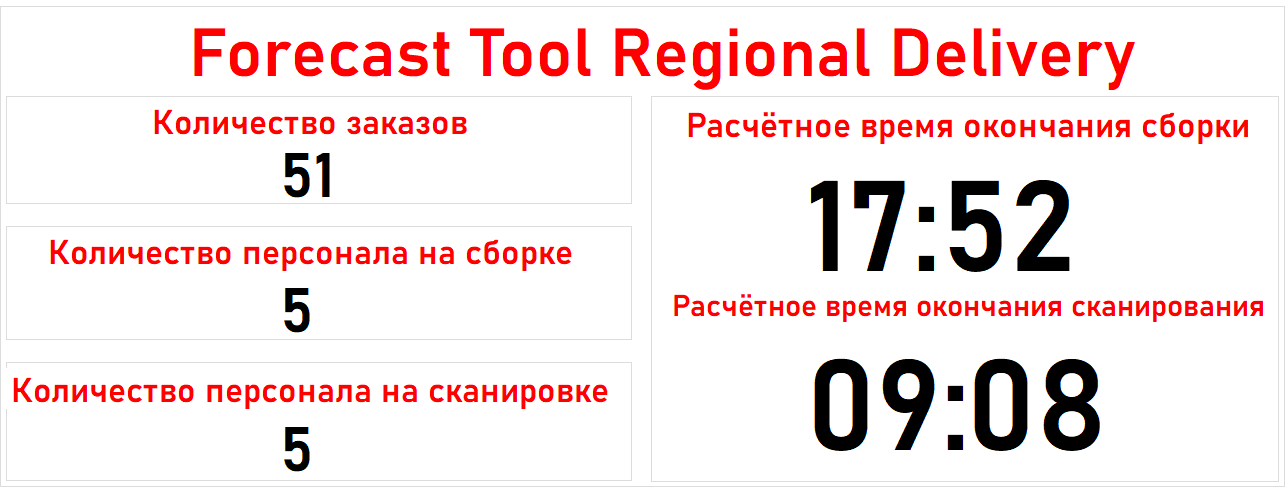 Forecast Tool Regional Delivery
Количество заказов
51
Количество персонала на сборке
5
Количество персонала на сканировке
5
Расчётное время окончания сборки
17:52
Расчётное время окончания сканирования
09:08